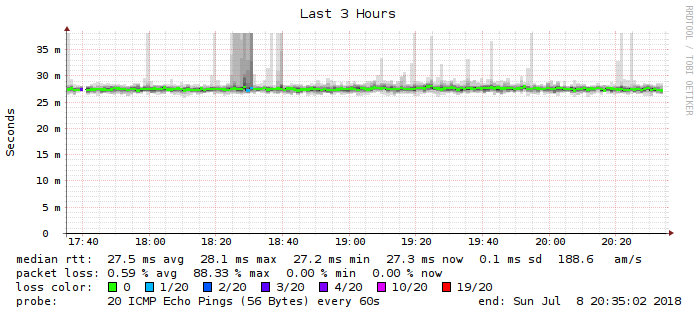 Last 3 Hours
RRDTOOL / TOBI OETIKER
Seconds
35 m
30 m
25 m
20 m
15 m
10 m
5 m
0
17:40 18:00 18:20 18:40 19:00 19:20 19:40 20:00 20:20
median rtt: 27.5 ms avg 28.1 ms max 27.2 ms min 27.3 ms now 0.1 ms sd 188.6 am/s
packet loss: 0.59 % avg 88.33 % max 0.00 % min 0.00 % now
loss color: 0 1/20 2/20 3/20 4/20 10/20 19/20
probe: 20 ICMP Echo Pings (56 Bytes) every 60s end: Sun Jul 8 20:35:02 2018